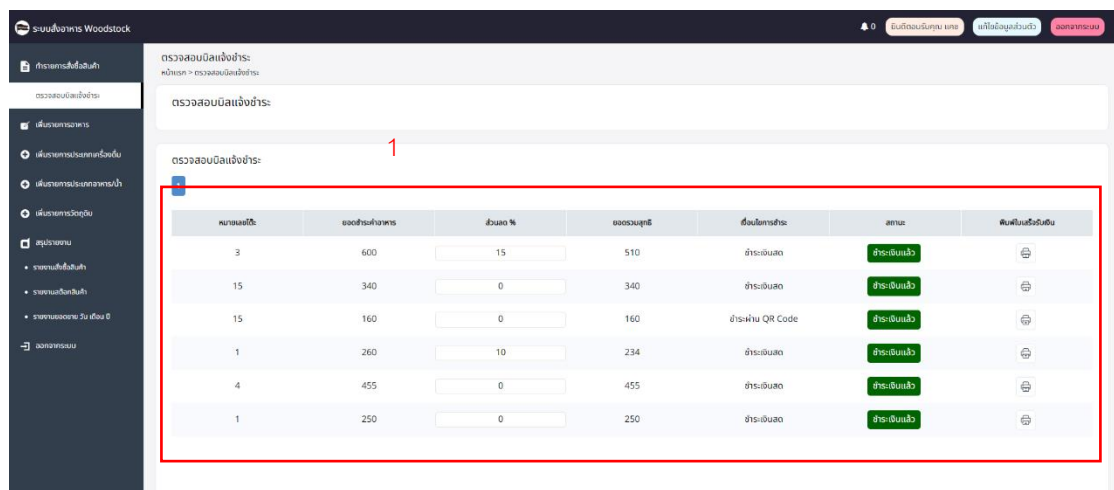 ระบบสั่งอาหาร Woodstock
0 ยินดีต้อนรับคุณ แคช แก้ไขข้อมูลส่วนตัว ออกจากระบบ
ทำรายการสั่งซื้อสินค้า
ตรวจสอบบิลแจ้งชำระ
เพิ่มรายการอาหาร
เพิ่มรายการประเภทเครื่องดื่ม
เพิ่มรายการประเภทอาหาร/น้ำ
เพิ่มรายการวัตถุดิบ
สรุปรายงาน
รายงานสั่งซื้อสินค้า
รายงานสต๊อกสินค้า
รายงานยอดขาย วัน เดือน ปี
ออกจากระบบ
ตรวจสอบบิลแจ้งชำระ
หน้าแรก > ตรวจสอบบิลแจ้งชำระ
ตรวจสอบบิลแจ้งชำระ
1
ตรวจสอบบิลแจ้งชำระ
หมายเลขโต๊ะ ยอดชำระค่าอาหาร ส่วนลด % ยอดรวมสุทธิ เงื่อนไขการชำระ สถานะ พิมพ์ใบเสร็จรับเงิน
3 600 15 510 ชำระเงินสด ชำระเงินแล้ว
15 340 0 340 ชำระเงินสด ชำระเงินแล้ว
15 160 0 160 ชำระผ่าน QR Code ชำระเงินแล้ว
1 260 10 234 ชำระเงินสด ชำระเงินแล้ว
4 455 0 455 ชำระเงินสด ชำระเงินแล้ว
1 250 0 250 ชำระเงินสด ชำระเงินแล้ว